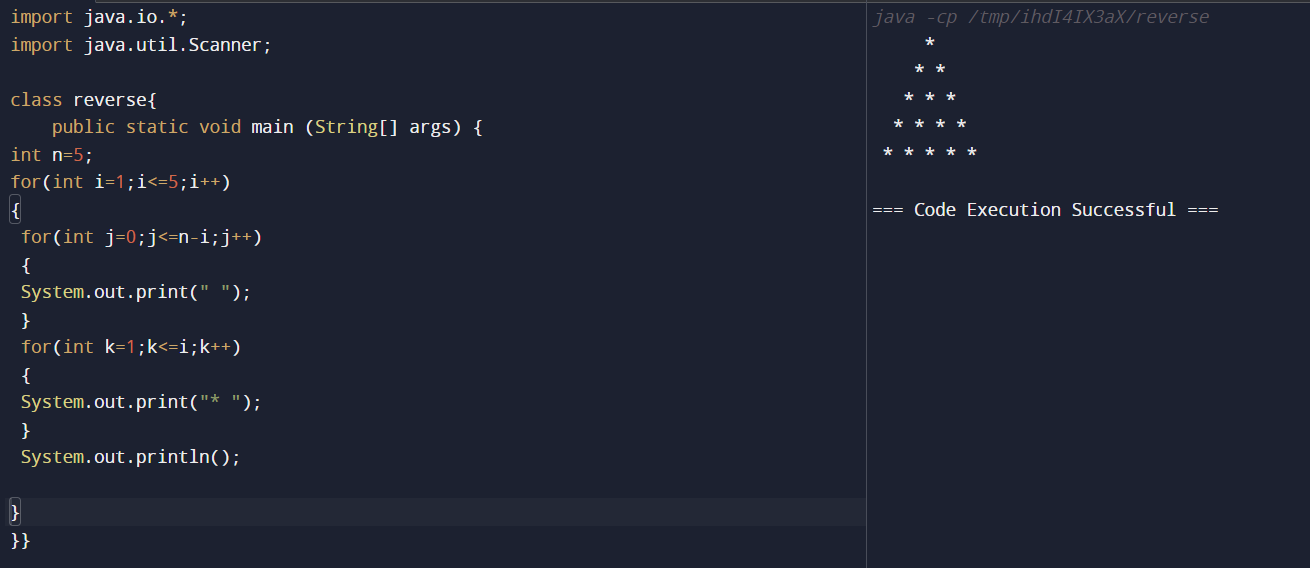 import java.io.*;
import java.util.Scanner;

class reverse{
    public static void main (String[] args) {
int n=5;
for(int i=1;i<=5;i++)
{
 for(int j=0;j<=n-i;j++)
 {
 System.out.print(" ");
 }
 for(int k=1;k<=i;k++)
 {
 System.out.print("* ");
 }
 System.out.println();

}
}}
java -cp /tmp/ihdI4IX3aX/reverse
     *
    * *
   * * *
  * * * *
 * * * * *

=== Code Execution Successful ===